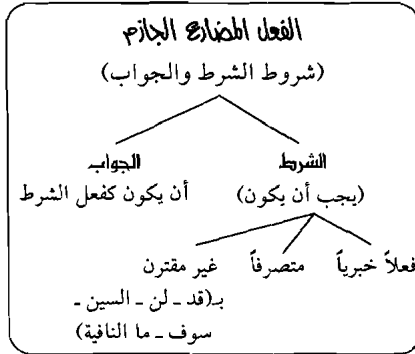 الفعل المضارع الجازم
(شروط الشرط والجواب)
الشرط
الجواب
(يجب أن يكون)
أن يكون كفعل الشرط
فعلاً خبرياً
متصرفاً
غير مقترن
بـ(قد ـ لن ـ السين ـ
سوف ـ ما النافية)